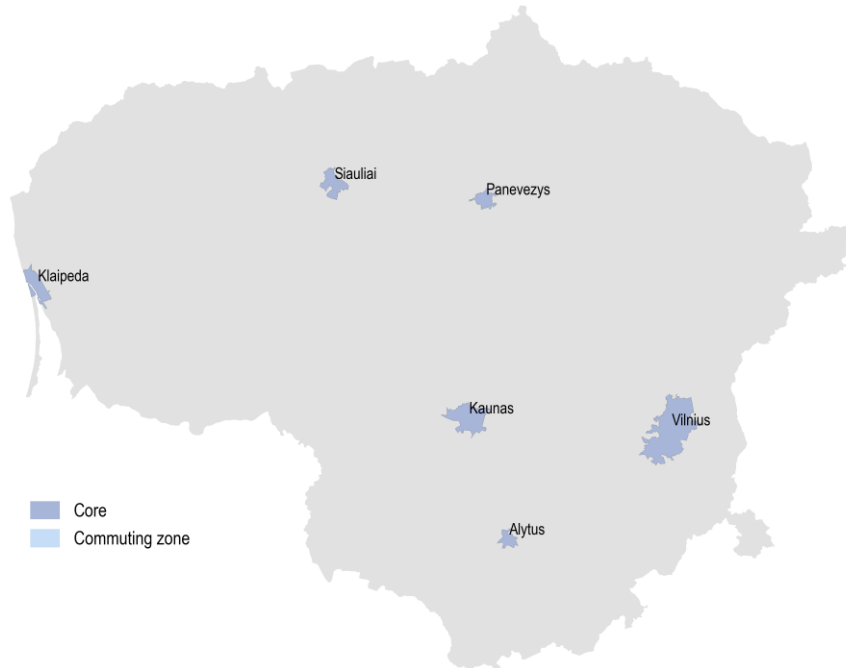 Siauliai
Panevezys
Klaipeda
Kaunas
Vilnius
Core
Commuting zone
Alytus